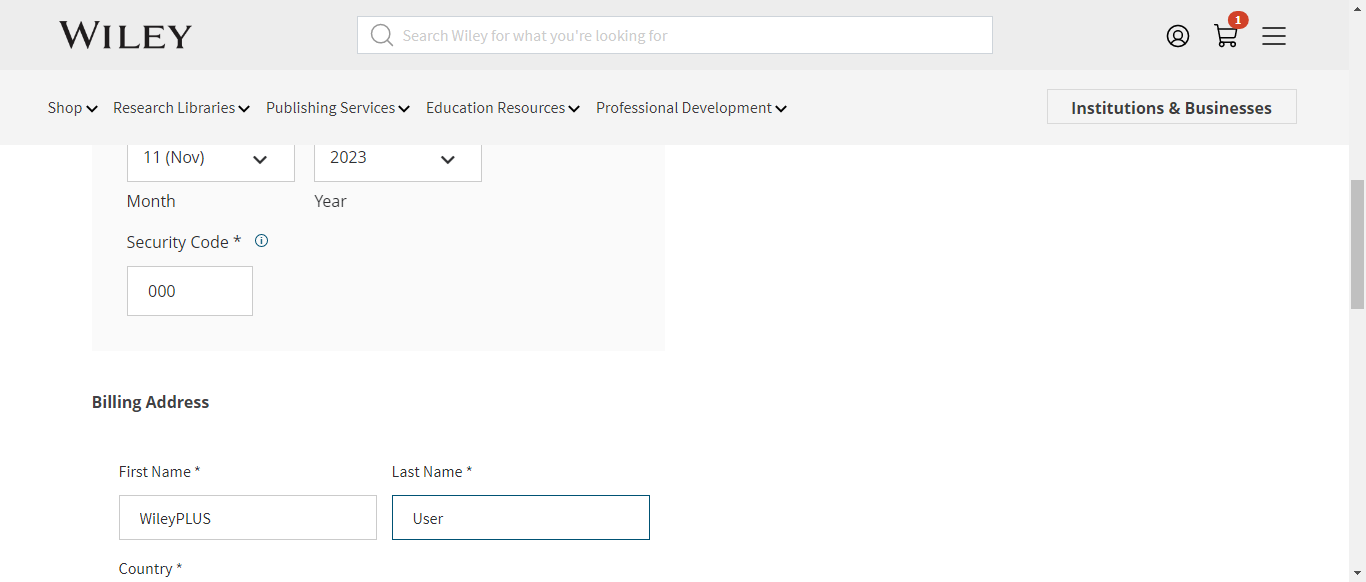 WILEY
Search Wiley for what you're looking for
1
Shop Research Libraries Publishing Services Education Resources Professional Development Institutions & Businesses
11 (Nov) 2023
Month Year
Security Code *
000
Billing Address
First Name * Last Name *
WileyPLUS User
Country *